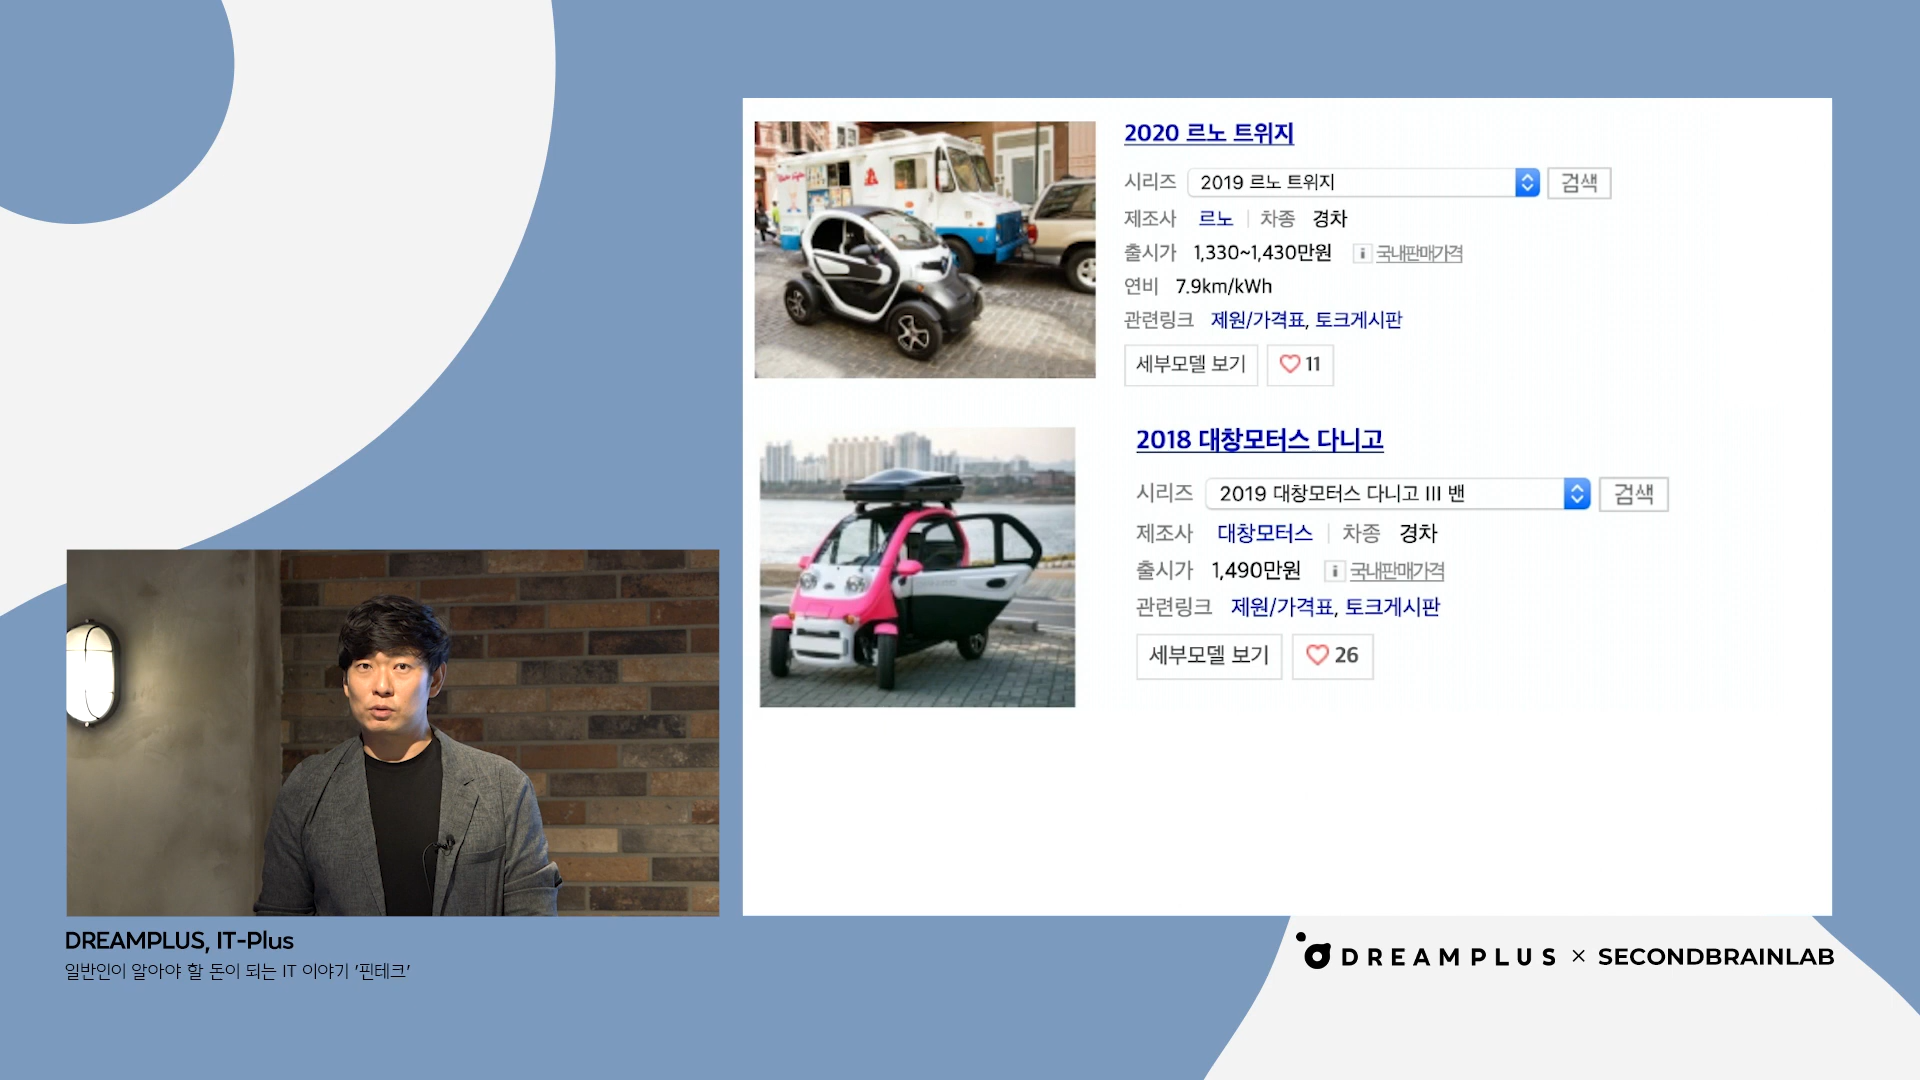 2020 르노 트위지
시리즈 2019 르노 트위지 검색
제조사 르노 차종 경차
출시가 1,330~1,430만원 i 국내판매가격
연비 7.9km/kWh
관련링크 제원/가격표, 토크게시판
세부모델 보기 11
2018 대창모터스 다니고
시리즈 2019 대창모터스 다니고 III 밴 검색
제조사 대창모터스 차종 경차
출시가 1,490만원 i 국내판매가격
관련링크 제원/가격표, 토크게시판
세부모델 보기 26
DREAMPLUS, IT-Plus
일반인이 알아야 할 돈이 되는 IT 이야기 '핀테크'
DREAMPLUS × SECONDBRAINLAB